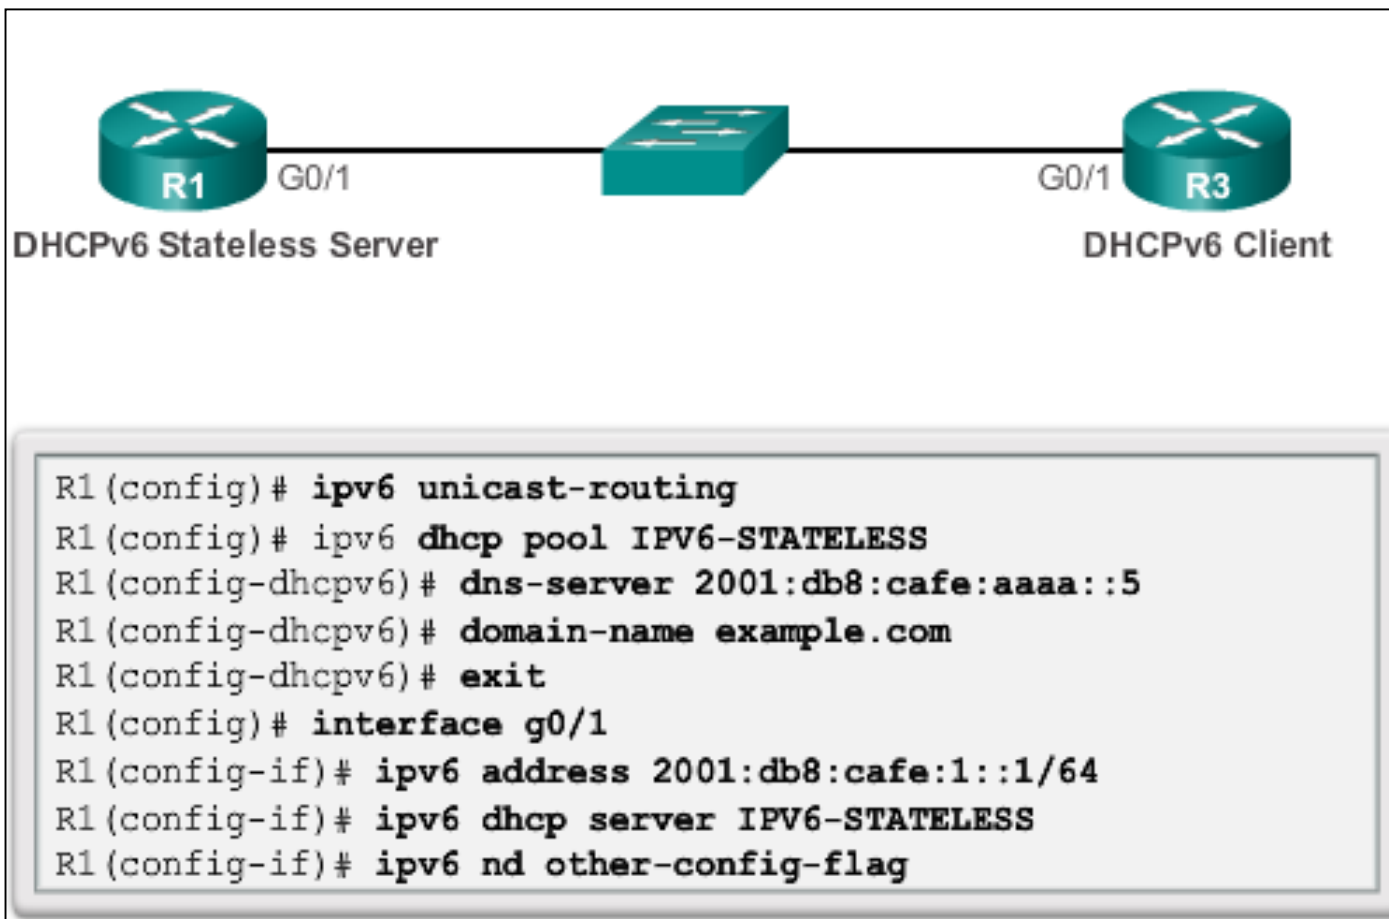 R1
G0/1
G0/1
R3
DHCPv6 Stateless Server
DHCPv6 Client
R1(config)# ipv6 unicast-routing
R1(config)# ipv6 dhcp pool IPV6-STATELESS
R1(config-dhcpv6)# dns-server 2001:db8:cafe:aaaa::5
R1(config-dhcpv6)# domain-name example.com
R1(config-dhcpv6)# exit
R1(config)# interface g0/1
R1(config-if)# ipv6 address 2001:db8:cafe:1::1/64
R1(config-if)# ipv6 dhcp server IPV6-STATELESS
R1(config-if)# ipv6 nd other-config-flag